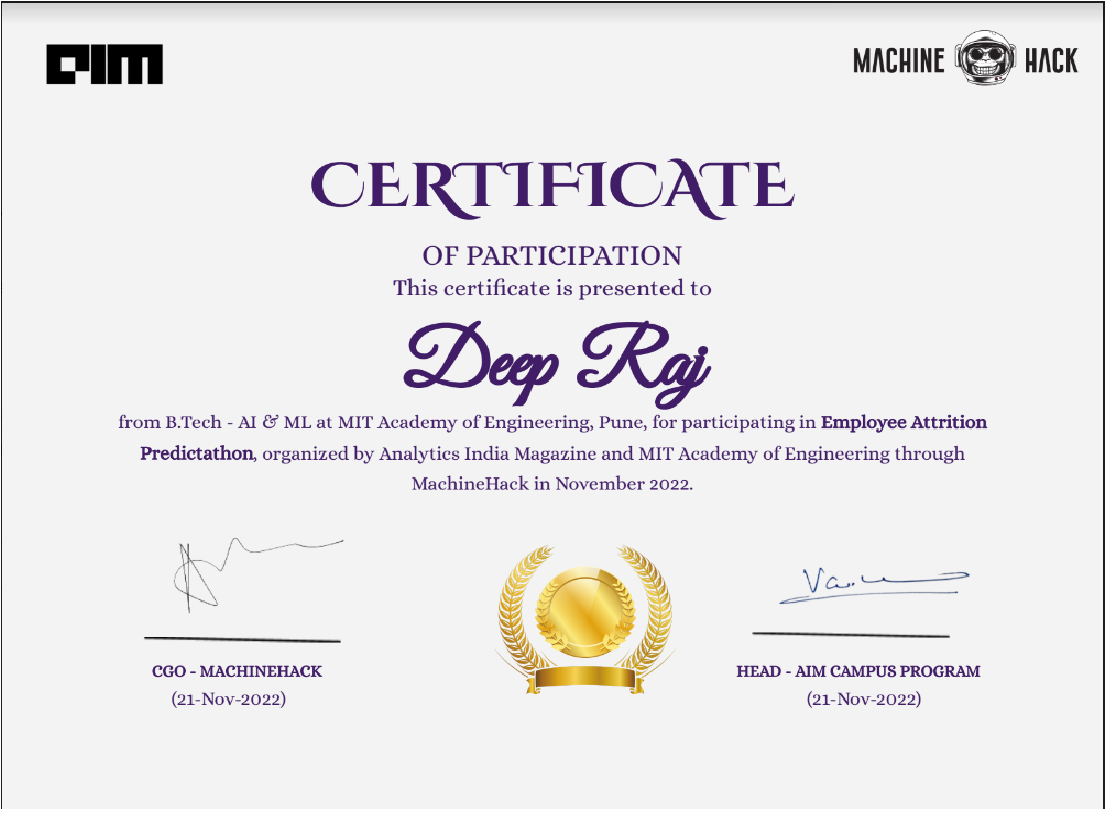 AIM
MACHINE HACK
CERTIFICATE
OF PARTICIPATION
This certificate is presented to
Deep Raj
from B.Tech - AI & ML at MIT Academy of Engineering, Pune, for participating in Employee Attrition
Predictathon, organized by Analytics India Magazine and MIT Academy of Engineering through
MachineHack in November 2022.
CGO - MACHINEHACK
HEAD - AIM CAMPUS PROGRAM
(21-Nov-2022)
(21-Nov-2022)